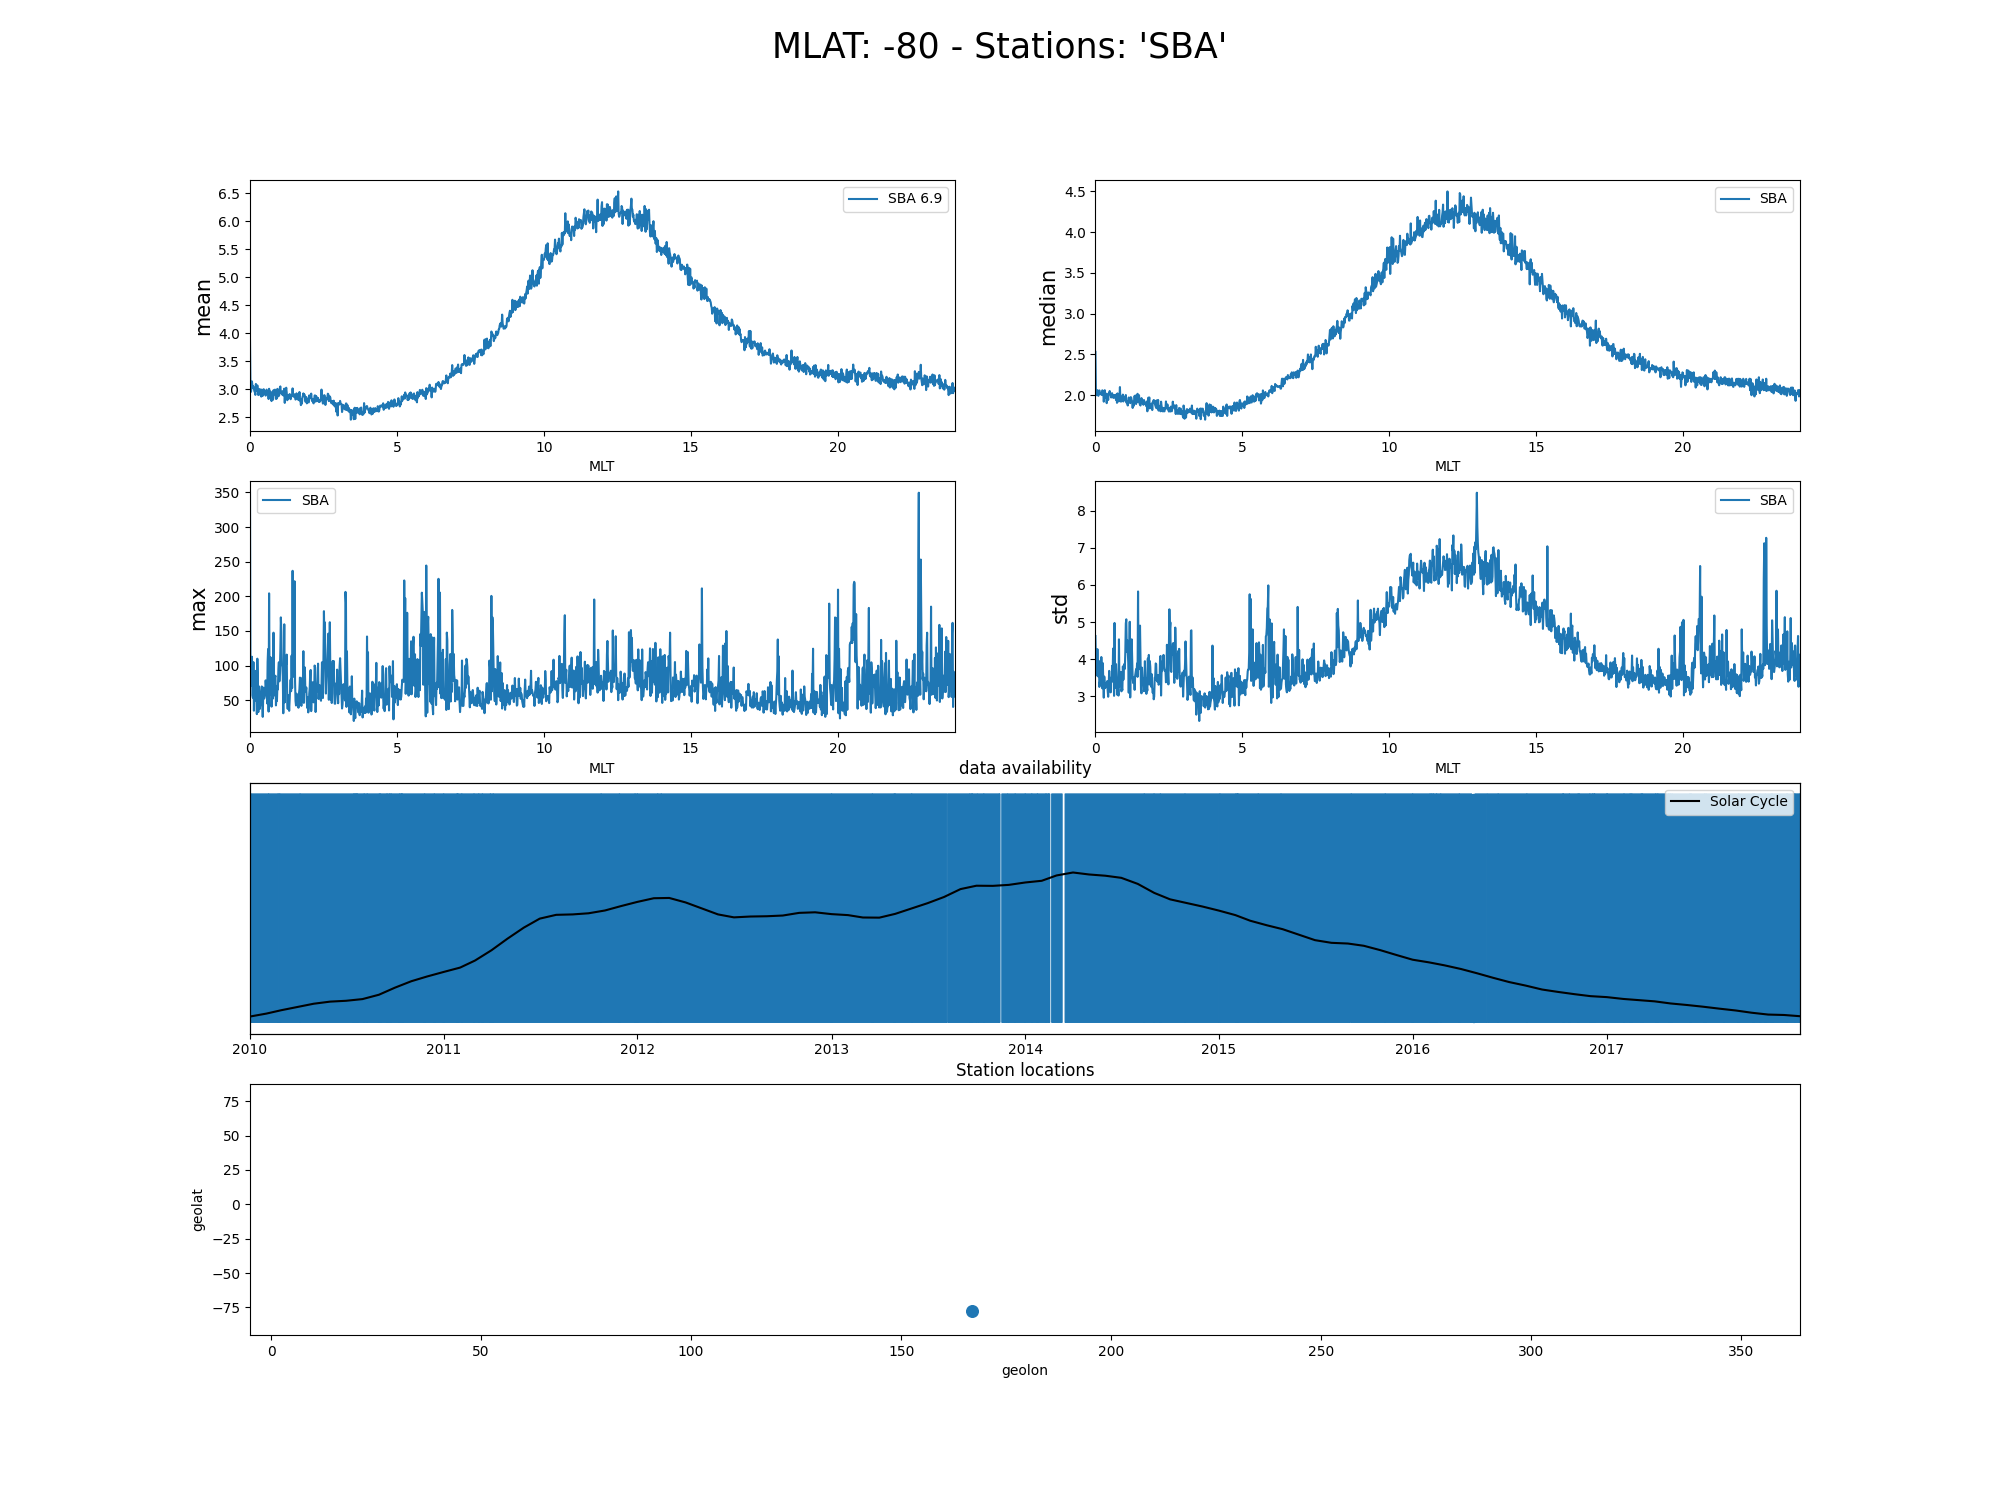 MLAT: -80 - Stations: 'SBA'
6.5
6.0
5.5
5.0
4.5
4.0
3.5
3.0
2.5
mean
SBA 6.9
0 5 10 15 20
MLT
4.5
4.0
3.5
3.0
2.5
2.0
median
SBA
0 5 10 15 20
MLT
350
300
250
200
150
100
50
max
SBA
0 5 10 15 20
MLT
8
7
6
5
4
3
std
SBA
0 5 10 15 20
MLT
data availability
Solar Cycle
2010 2011 2012 2013 2014 2015 2016 2017
Station locations
75
50
25
0
−25
−50
−75
geolat
0 50 100 150 200 250 300 350
geolon